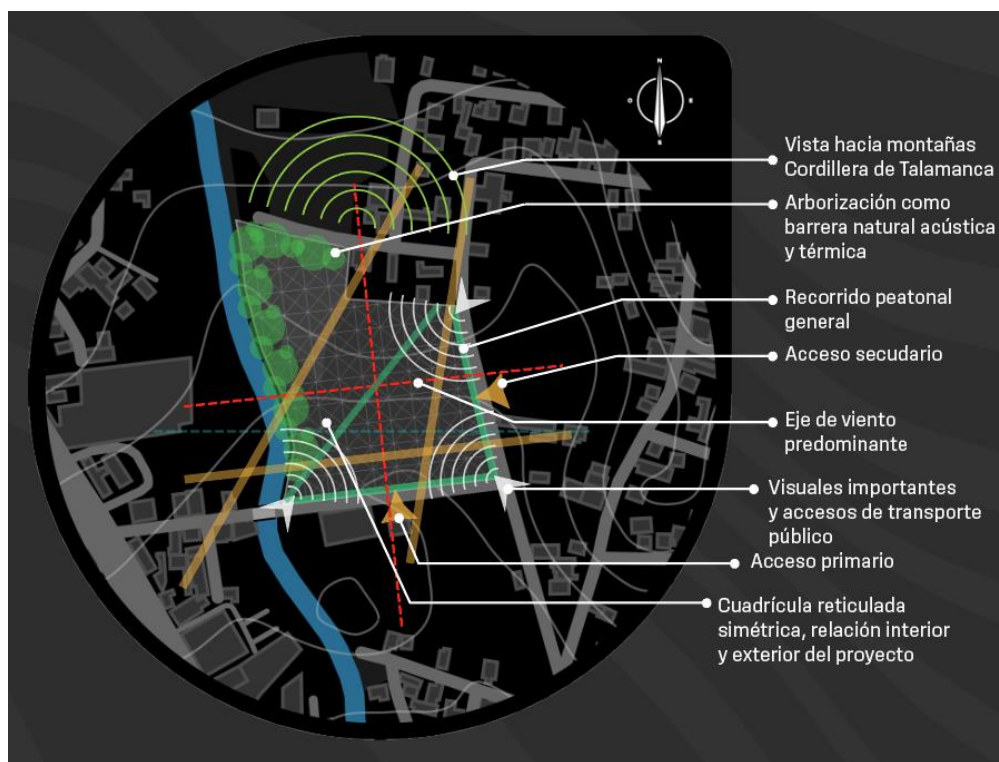 N
O
E
S
Vista hacia montañas
Cordillera de Talamanca
Arborización como
barrera natural acústica
y térmica
Recorrido peatonal
general
Acceso secudario
Eje de viento
predominante
Visuales importantes
y accesos de transporte
público
Acceso primario
Cuadrícula reticulada
simétrica, relación interior
y exterior del proyecto